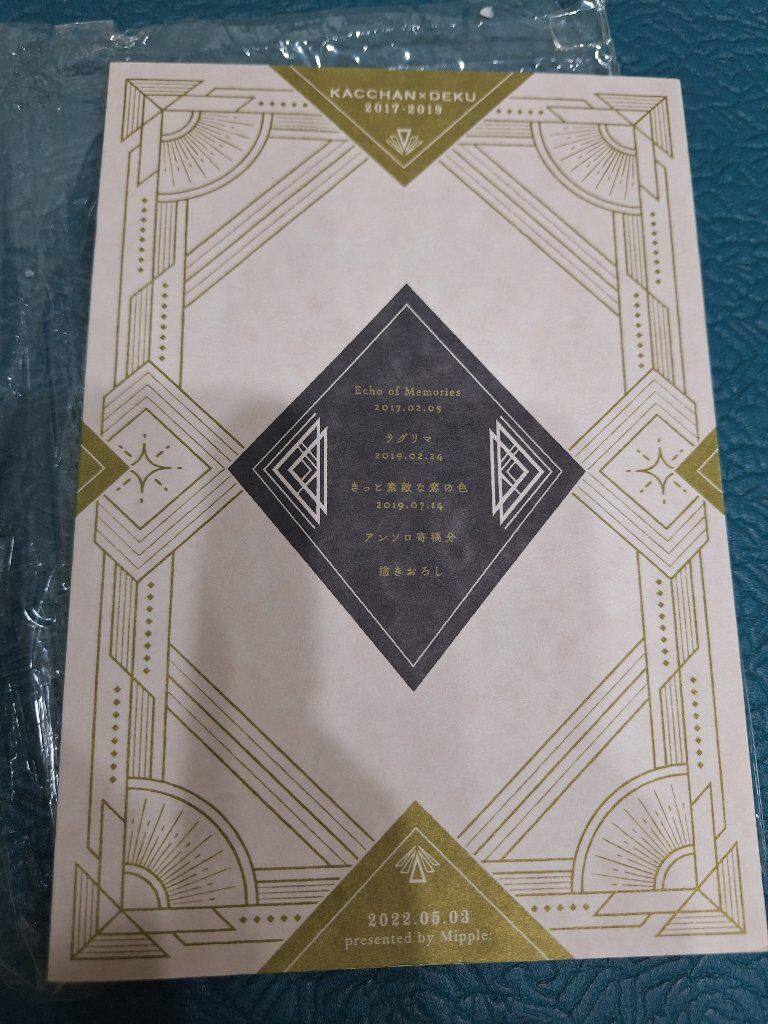 KACCHAN×DEKU
2017-2019
Echo of Memories
2017.02.05
ラグリマ
2019.02.24
きっと素敵な恋の色
2019.07.14
アンソロ寄稿分
描きおろし
2022.05.03
presented by Mipple: